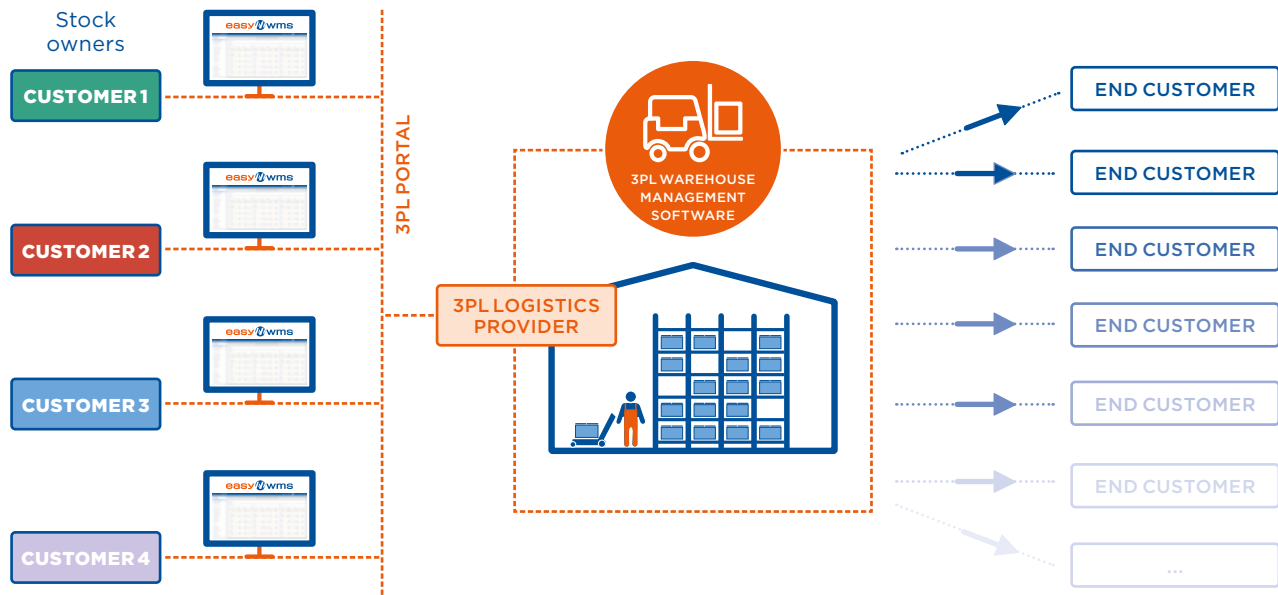 Stock
owners
easy wms
CUSTOMER 1
easy wms
CUSTOMER 2
easy wms
CUSTOMER 3
easy wms
CUSTOMER 4
3PL PORTAL
3PL LOGISTICS
PROVIDER
3PL WAREHOUSE
MANAGEMENT
SOFTWARE
END CUSTOMER
END CUSTOMER
END CUSTOMER
END CUSTOMER
END CUSTOMER
END CUSTOMER
...